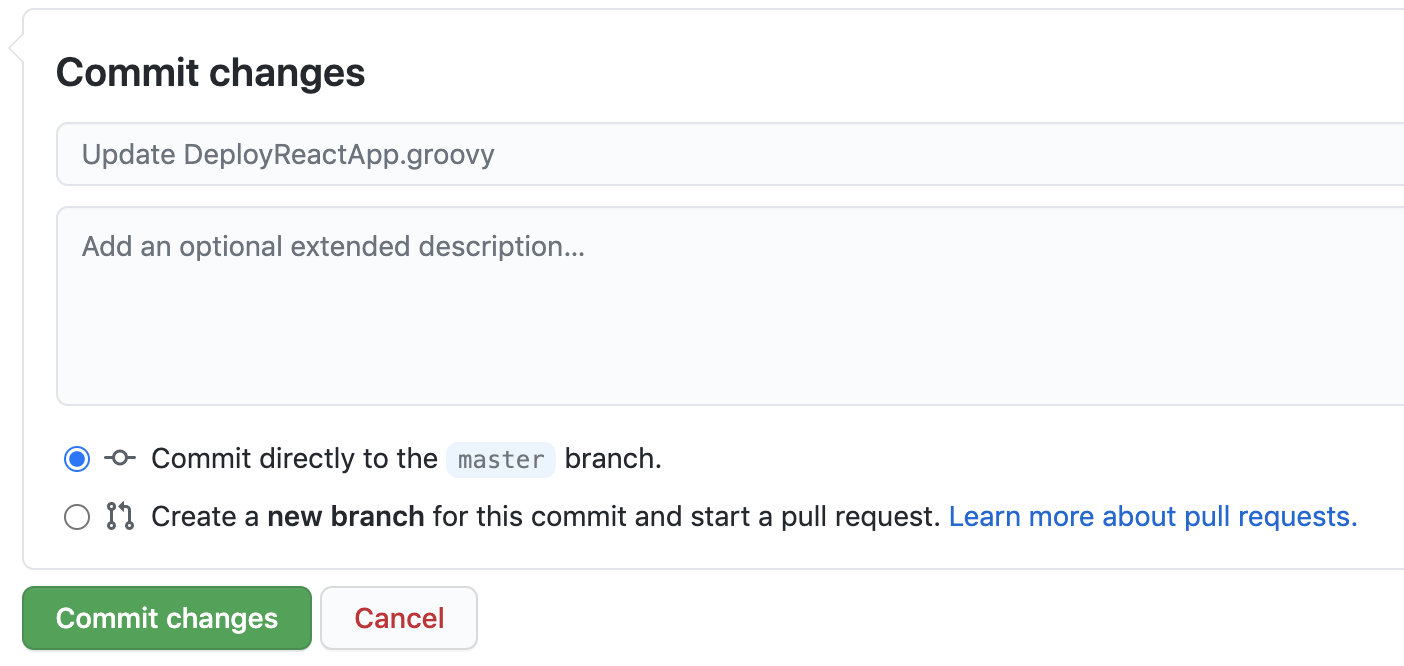 Commit changes
Update DeployReactApp.groovy
Add an optional extended description...
Commit directly to the master branch.
Create a new branch for this commit and start a pull request. Learn more about pull requests.
Commit changes
Cancel